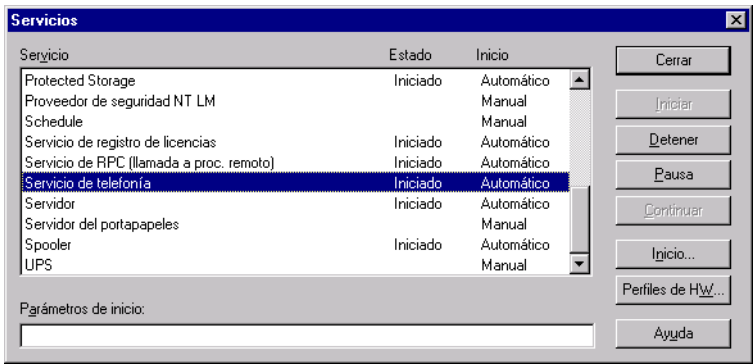 Servicios
Servicio Estado Inicio
Protected Storage Iniciado Automático
Proveedor de seguridad NT LM Manual
Schedule Manual
Servicio de registro de licencias Iniciado Automático
Servicio de RPC (llamada a proc. remoto) Iniciado Automático
Servicio de telefonía Iniciado Automático
Servidor Iniciado Automático
Servidor del portapapeles Manual
Spooler Iniciado Automático
UPS Manual
Parámetros de inicio:
Cerrar
Iniciar
Detener
Pausa
Continuar
Inicio...
Perfiles de HW...
Ayuda